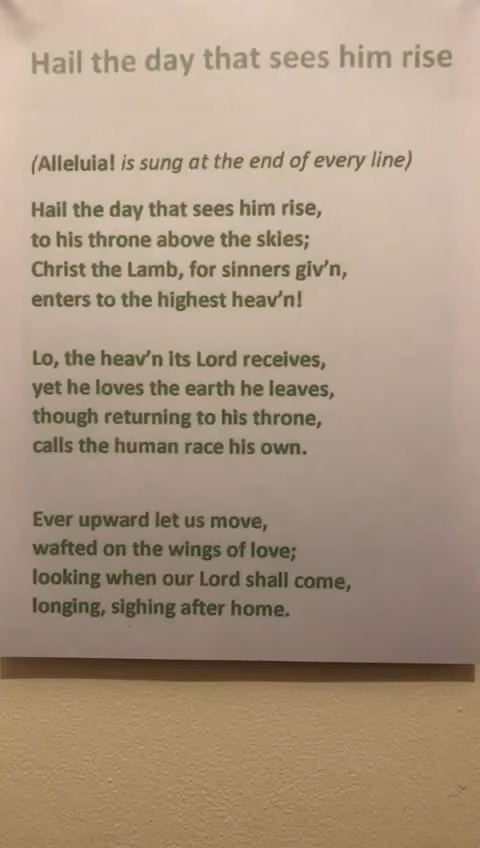 Hail the day that sees him rise
(Alleluia! is sung at the end of every line)
Hail the day that sees him rise,
to his throne above the skies;
Christ the Lamb, for sinners giv'n,
enters to the highest heav'n!
Lo, the heav'n its Lord receives,
yet he loves the earth he leaves,
though returning to his throne,
calls the human race his own.
Ever upward let us move,
wafted on the wings of love;
looking when our Lord shall come,
longing, sighing after home.